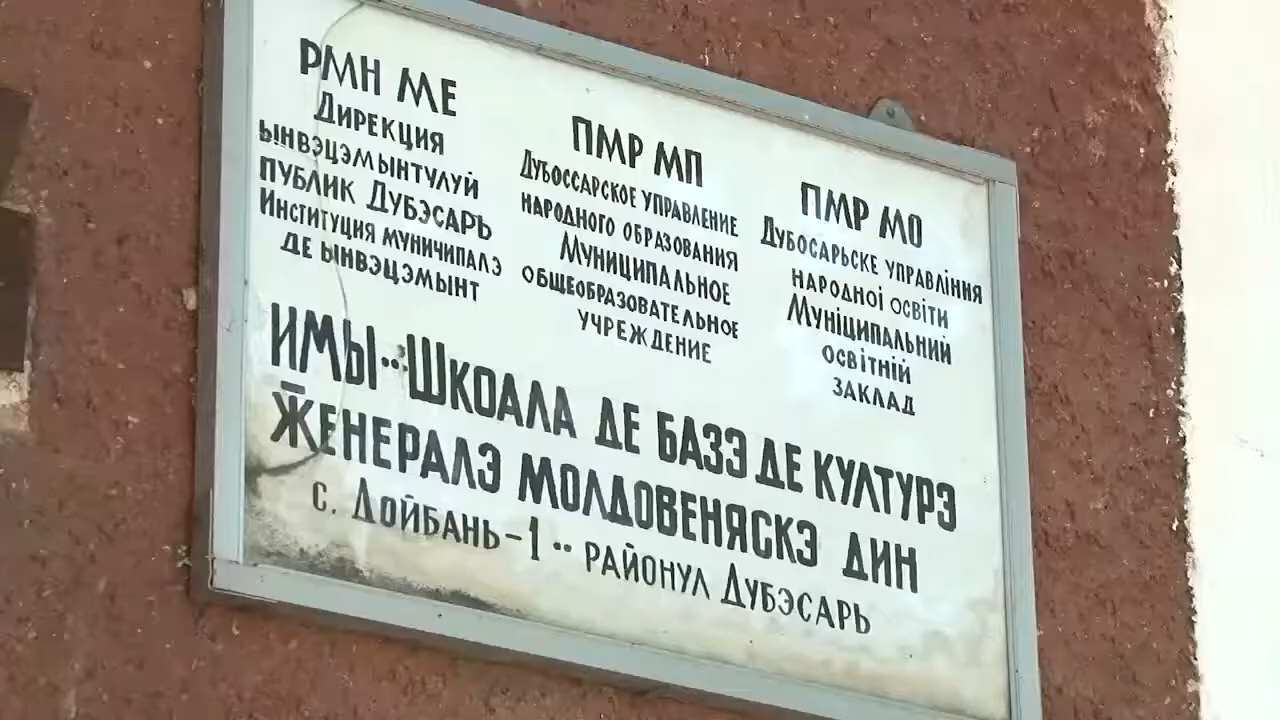 РМН МЕ
Дирекция
ынвэцэмынтулуй
публик Дубэсарь
Институция муничипалэ
де ынвэцэмынт
ПМР МП
Дубоссарское управление
народного образования
Муниципальное
общеобразовательное
учреждение
ПМР МО
Дубосарьске управління
народноі освіти
Муніципальний
освітній
заклад
ИМЫ "Школа де базэ де културэ
ӂенералэ молдовеняскэ дин
с. Дойбань-1" районул Дубэсарь